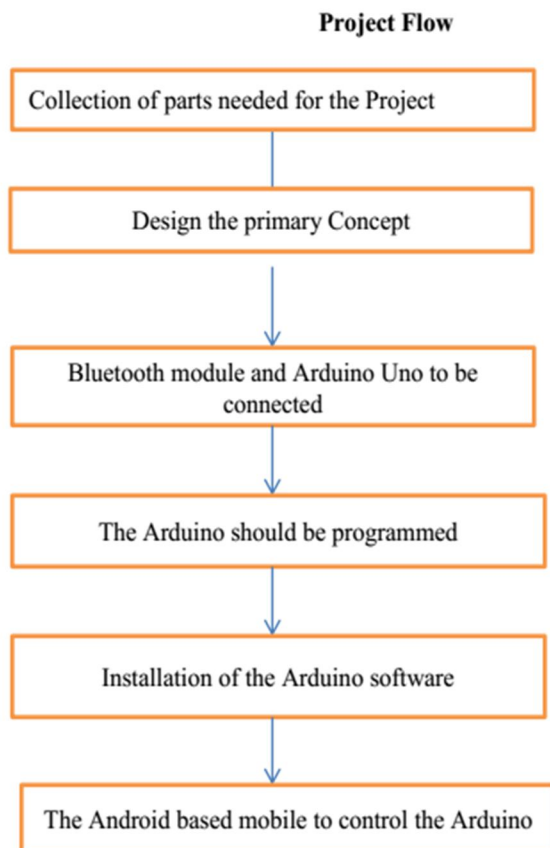 Project Flow
Collection of parts needed for the Project
Design the primary Concept
Bluetooth module and Arduino Uno to be
connected
The Arduino should be programmed
Installation of the Arduino software
The Android based mobile to control the Arduino